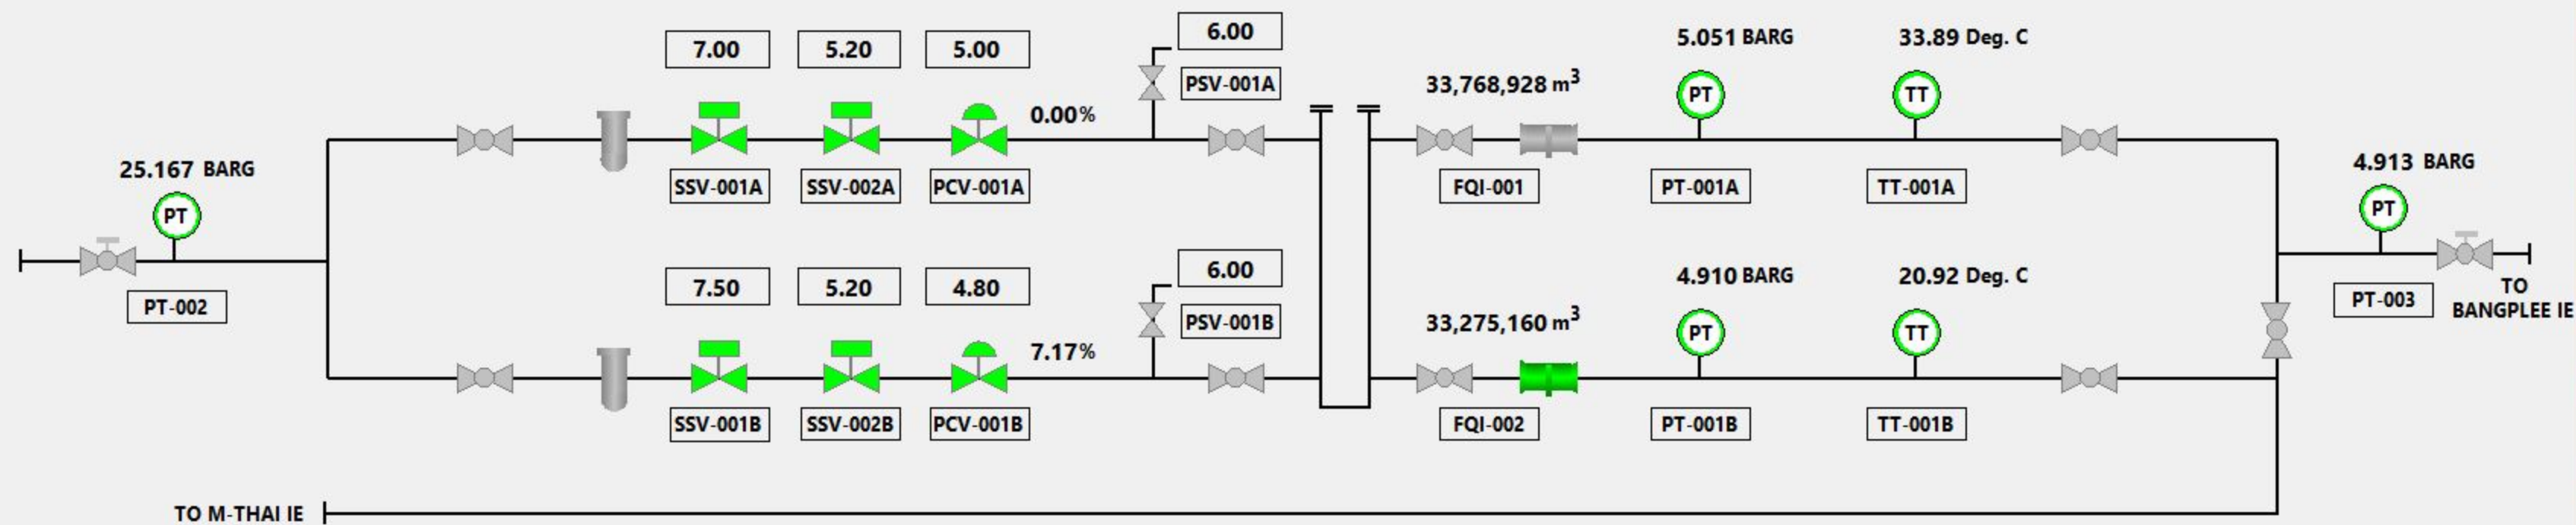 7.00
5.20
5.00
6.00
PSV-001A
0.00%
SSV-001A
SSV-002A
PCV-001A
33,768,928 m³
FQI-001
5.051 BARG
PT
PT-001A
33.89 Deg. C
TT
TT-001A
25.167 BARG
PT
PT-002
4.913 BARG
PT
PT-003
TO
BANGPLEE IE
7.50
5.20
4.80
6.00
PSV-001B
7.17%
SSV-001B
SSV-002B
PCV-001B
33,275,160 m³
FQI-002
4.910 BARG
PT
PT-001B
20.92 Deg. C
TT
TT-001B
TO M-THAI IE